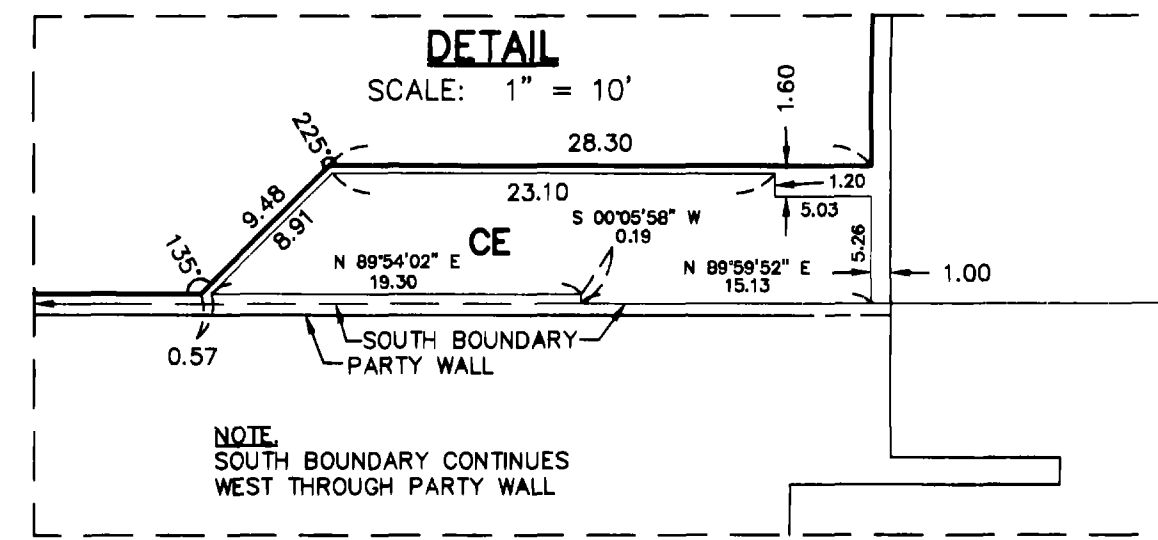 DETAIL
SCALE: 1" = 10'
1.60
225°
28.30
9.48
8.91
23.10
1.20
5.03
S 00°05'58" W
0.19
CE
135°
N 89°54'02" E
19.30
N 89°59'52" E
15.13
5.26
1.00
SOUTH BOUNDARY
PARTY WALL
0.57
NOTE.
SOUTH BOUNDARY CONTINUES
WEST THROUGH PARTY WALL